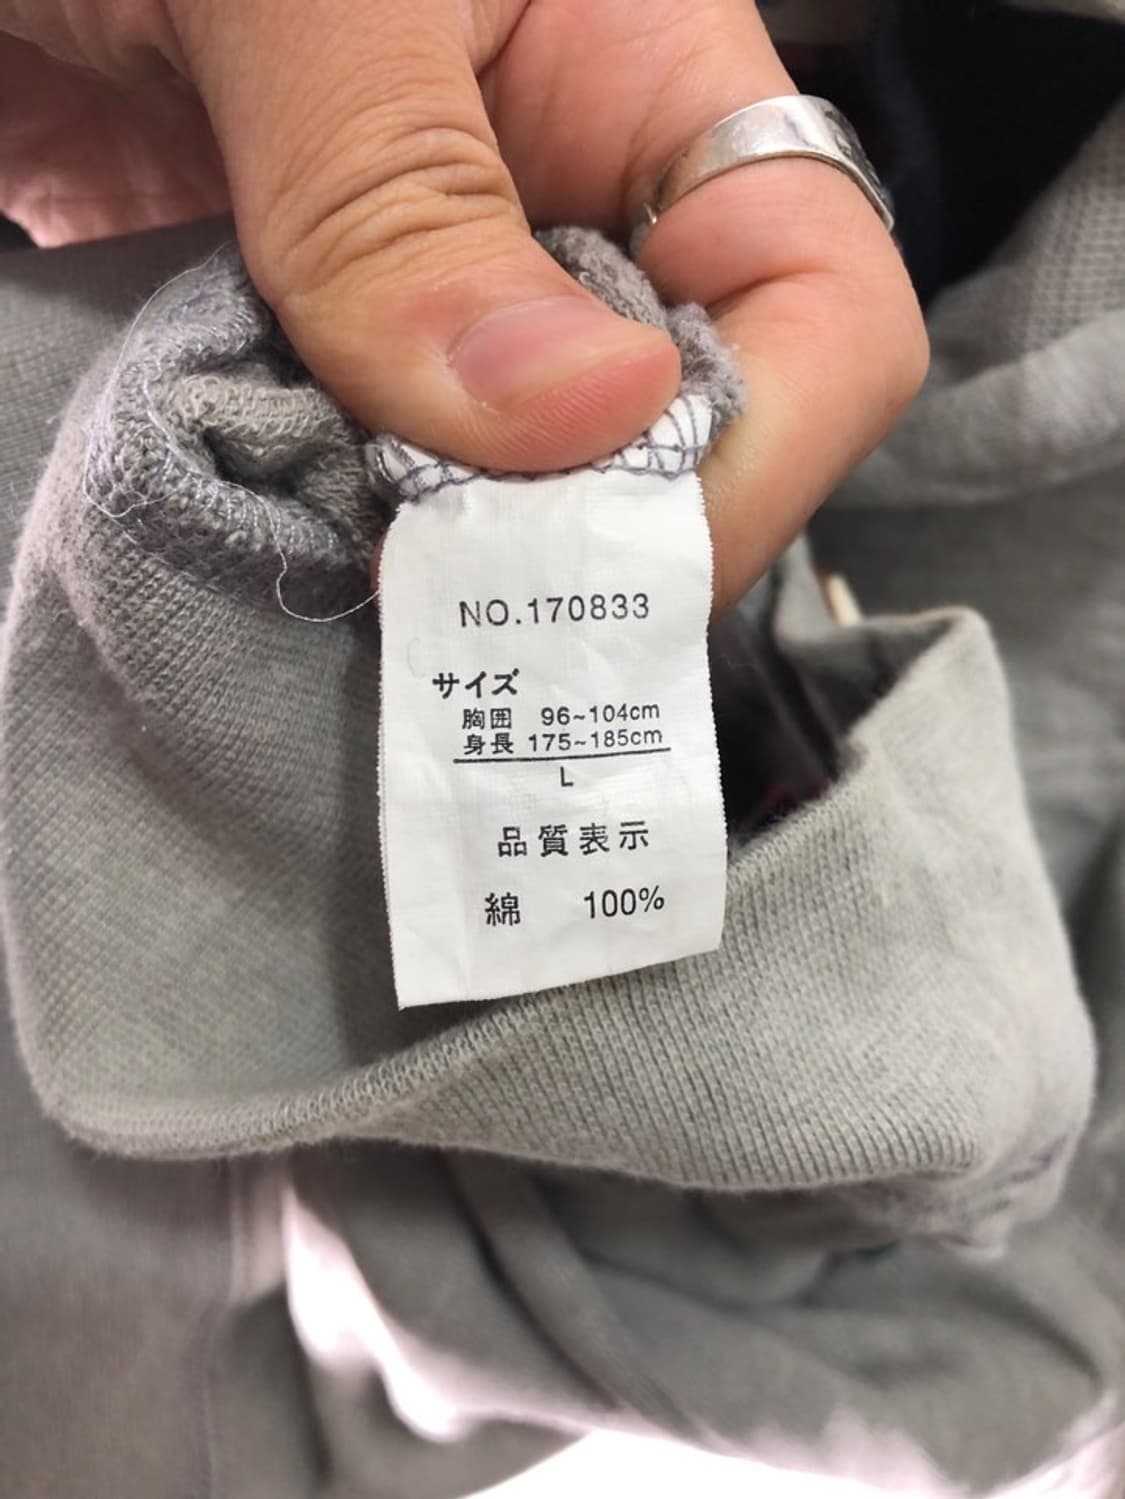 NO.170833
サイズ
胸囲 96~104cm
身長 175~185cm
L
品質表示
綿 100%